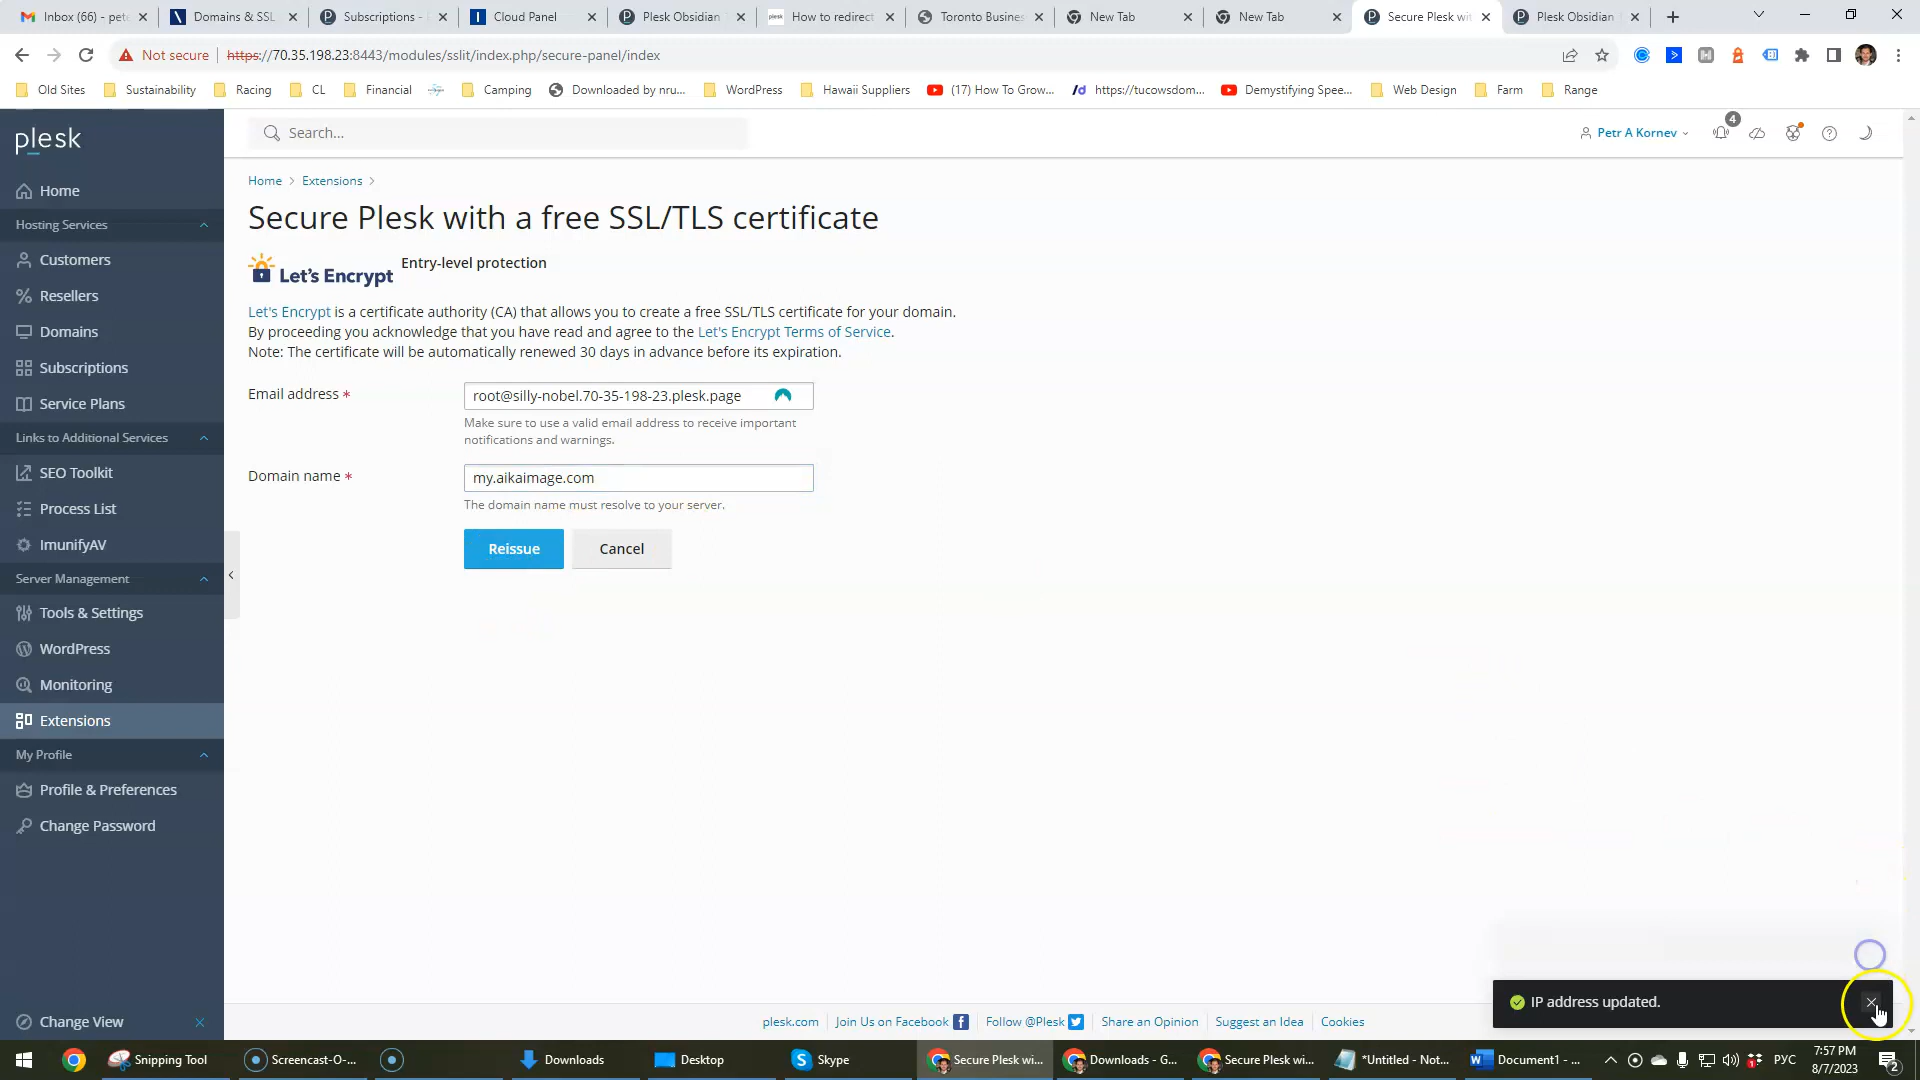 Inbox (66) - pete
Domains & SSL
Subscriptions -
Cloud Panel
Plesk Obsidian
How to redirect
Toronto Busines
New Tab
New Tab
Secure Plesk wi
Plesk Obsidian
Not secure
https://70.35.198.23:8443/modules/sslit/index.php/secure-panel/index
Old Sites
Sustainability
Racing
CL
Financial
Camping
Downloaded by nru...
WordPress
Hawaii Suppliers
(17) How To Grow...
https://tucowsdom...
Demystifying Spee...
Web Design
Farm
Range
plesk
Search...
Petr A Kornev
4
Home
Hosting Services
Customers
Resellers
Domains
Subscriptions
Service Plans
Links to Additional Services
SEO Toolkit
Process List
ImunifyAV
Server Management
Tools & Settings
WordPress
Monitoring
Extensions
My Profile
Profile & Preferences
Change Password
Change View
Home > Extensions >
Secure Plesk with a free SSL/TLS certificate
Let's Encrypt
Entry-level protection
Let's Encrypt is a certificate authority (CA) that allows you to create a free SSL/TLS certificate for your domain.
By proceeding you acknowledge that you have read and agree to the Let's Encrypt Terms of Service.
Note: The certificate will be automatically renewed 30 days in advance before its expiration.
Email address *
root@silly-nobel.70-35-198-23.plesk.page
Make sure to use a valid email address to receive important
notifications and warnings.
Domain name *
my.aikaimage.com
The domain name must resolve to your server.
Reissue
Cancel
IP address updated.
plesk.com
Join Us on Facebook
Follow @Plesk
Share an Opinion
Suggest an Idea
Cookies
Snipping Tool
Screencast-O-...
Downloads
Desktop
Skype
Secure Plesk wi...
Downloads - G...
Secure Plesk wi...
*Untitled - Not...
Document1 - ...
РУС
7:57 PM
8/7/2023
2